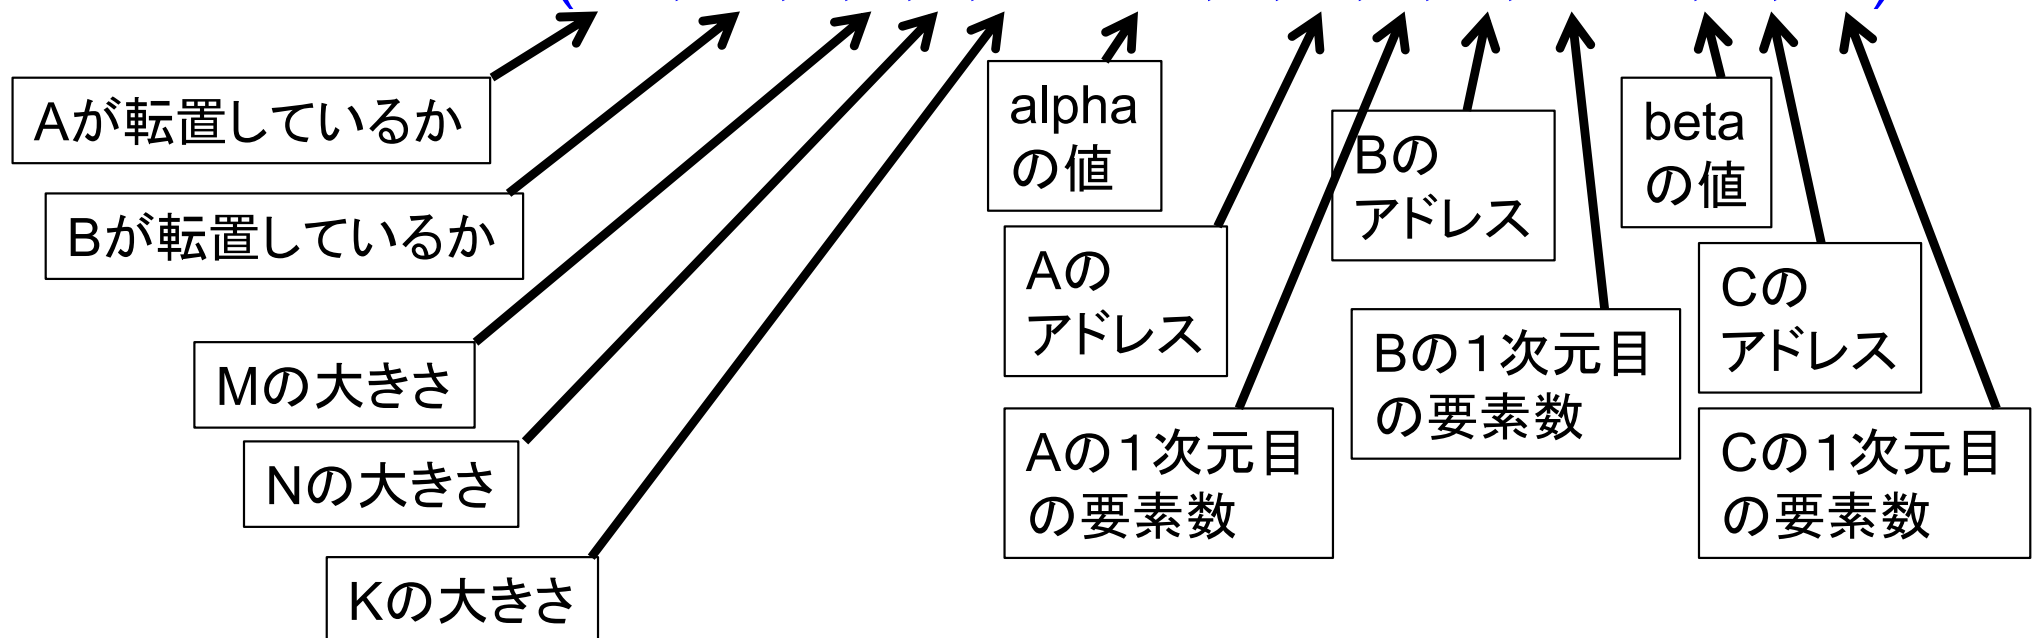 Aが転置しているか
Bが転置しているか
Mの大きさ
Nの大きさ
Kの大きさ
alpha
の値
Aの
アドレス
Aの１次元目
の要素数
Bの
アドレス
Bの１次元目
の要素数
beta
の値
Cの
アドレス
Cの１次元目
の要素数